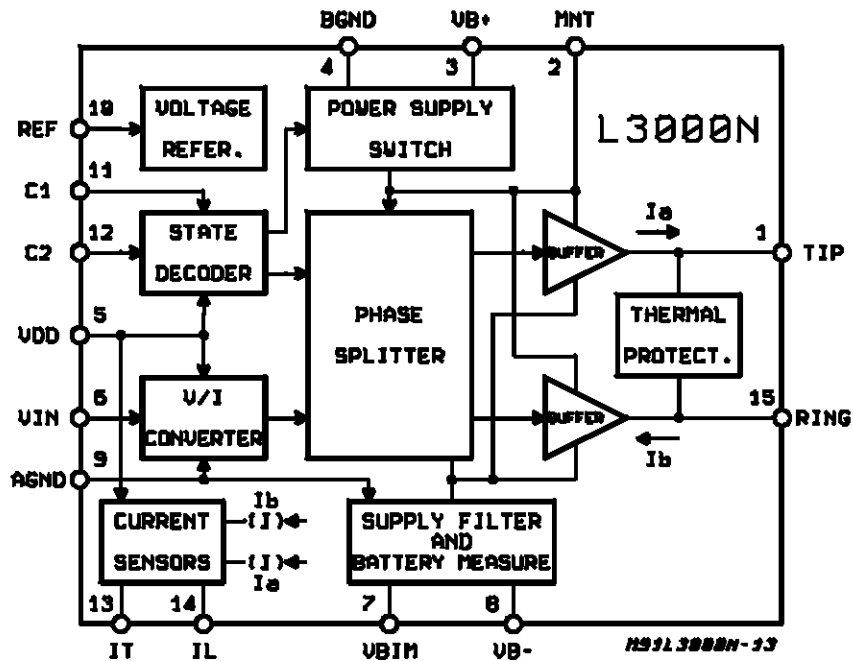 BGND VB+ MNT
4 3 2
10 VOLTAGE POWER SUPPLY L3000N
REF REFER. SWITCH
11
C1
12 STATE Ia 1
C2 DECODER BUFFER TIP
5 PHASE THERMAL
VDD SPLITTER PROTECT.
6 V/I 15
VIN CONVERTER BUFFER RING
9 Ib
AGND
Ib
CURRENT (I) SUPPLY FILTER
AND
SENSORS (I) BATTERY MEASURE
Ia
13 14 7 8
IT IL VBIM VB- M91L3000N-13